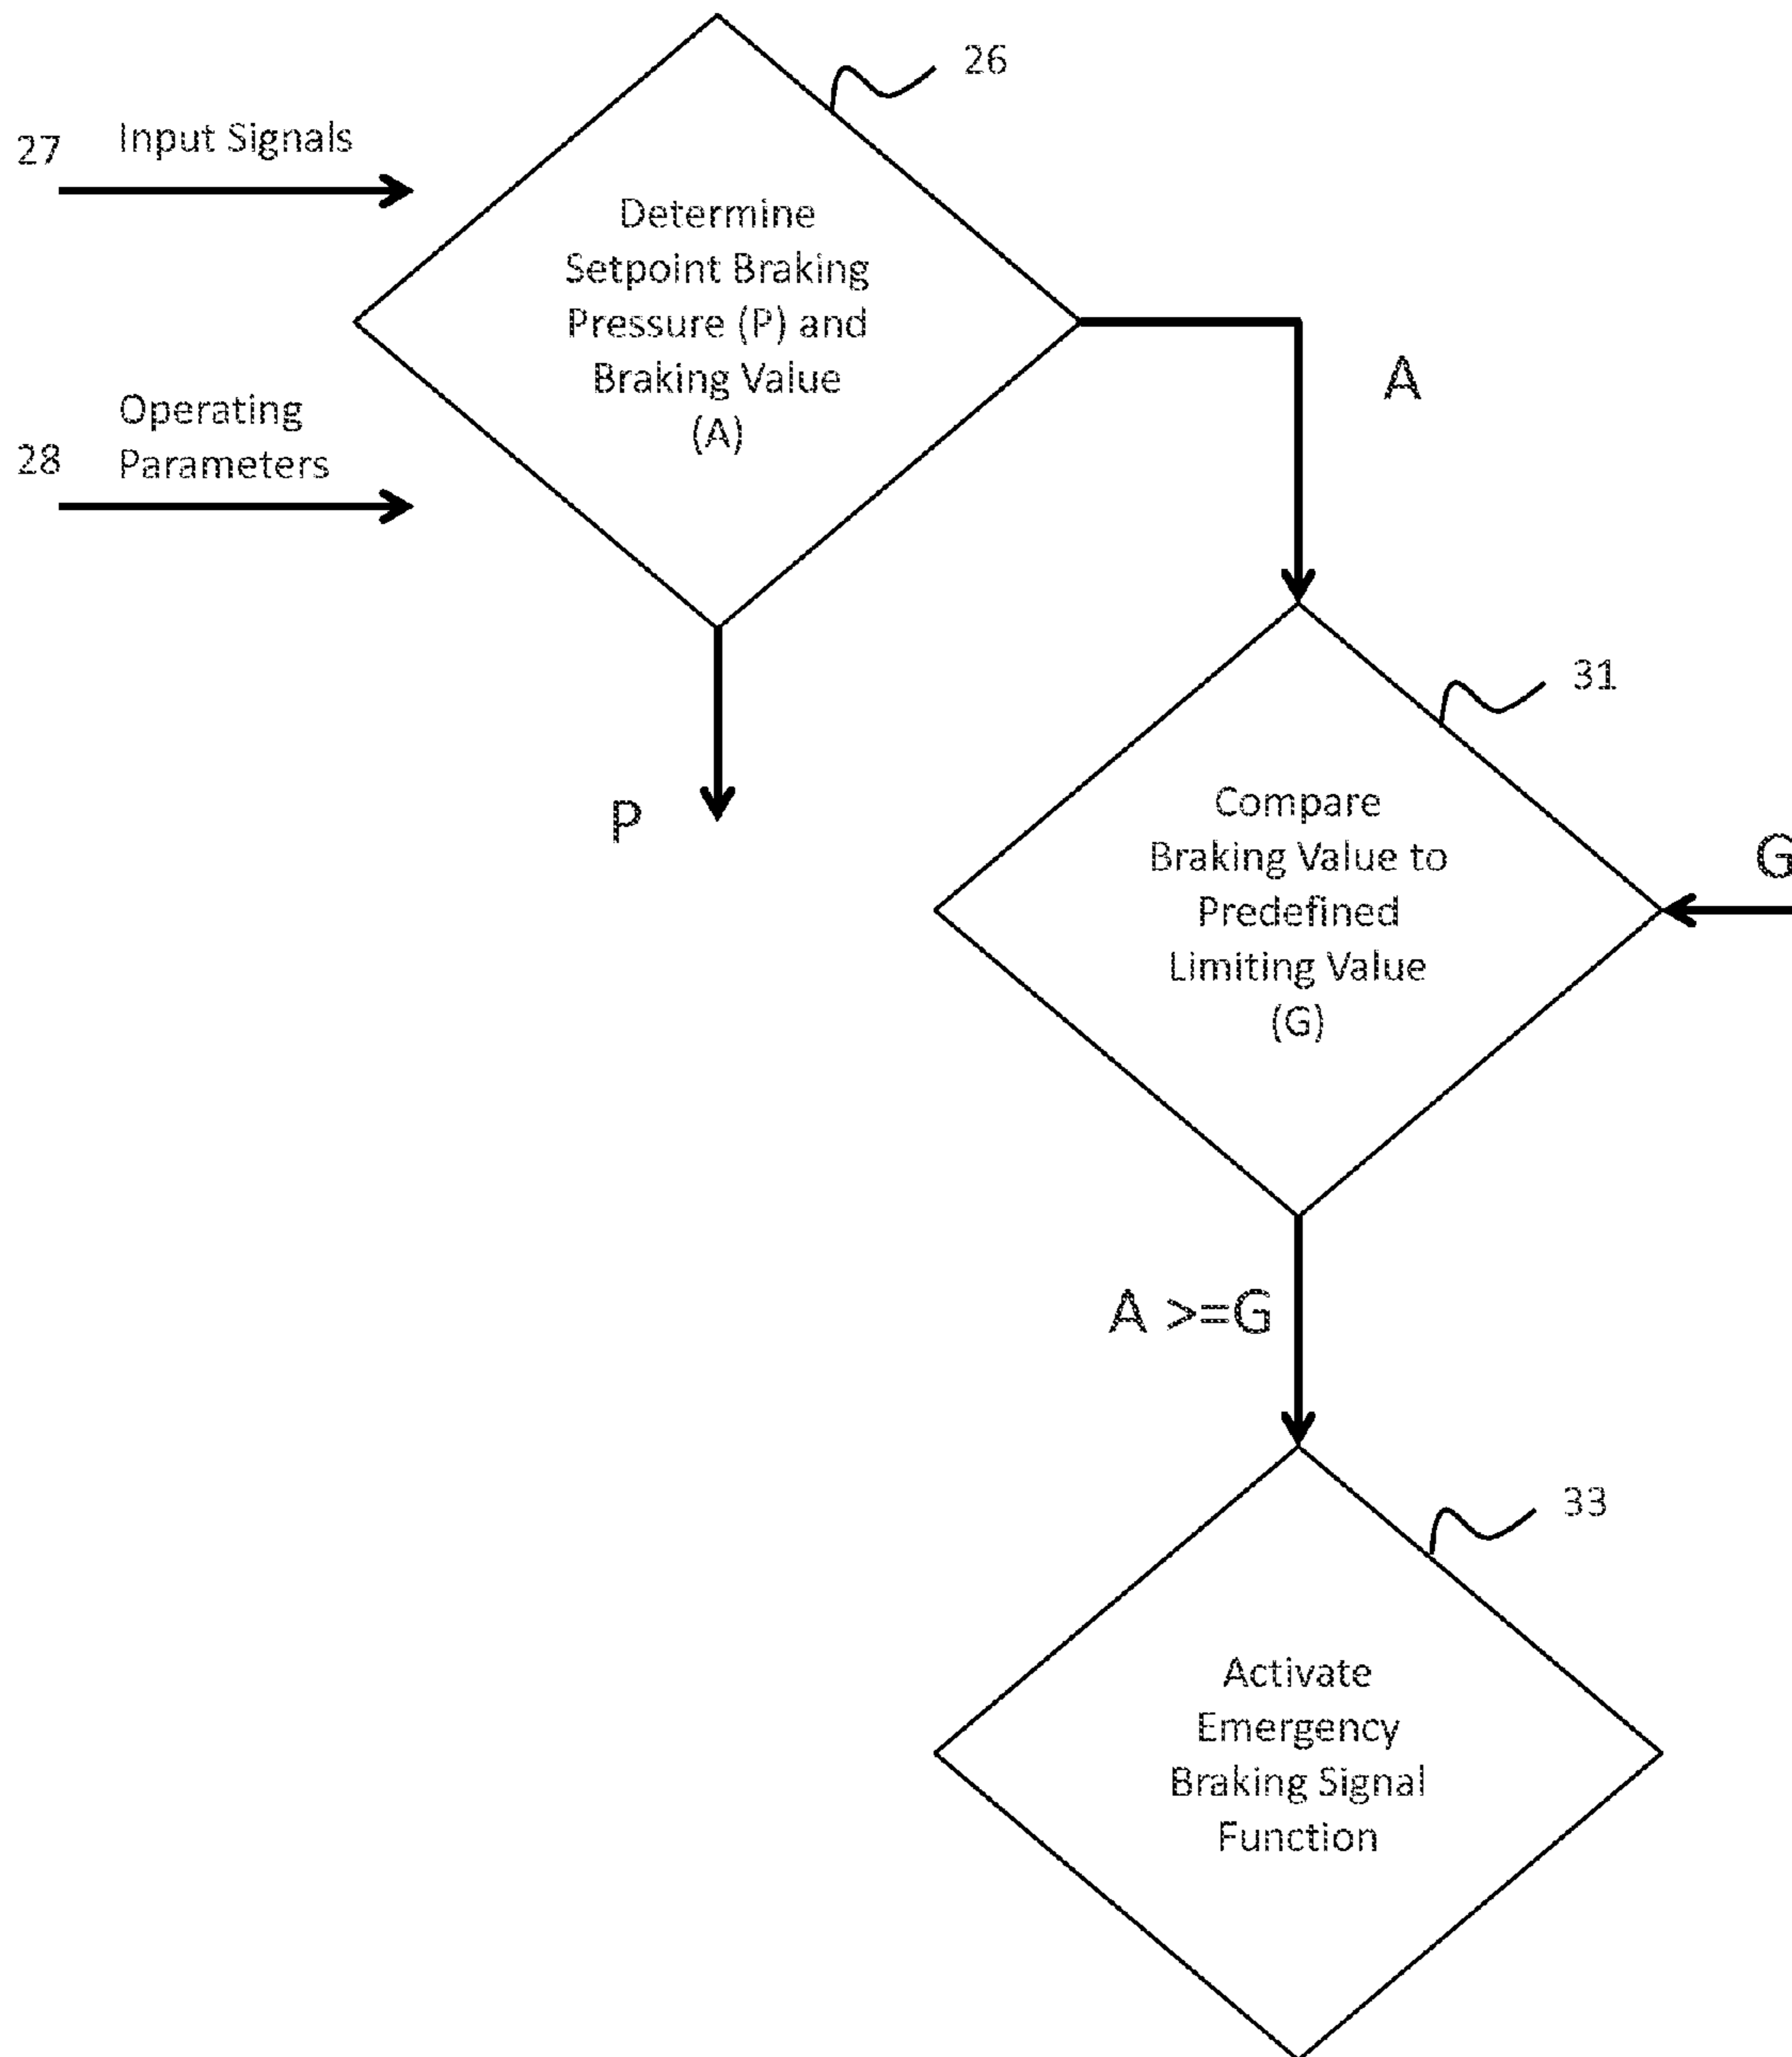 26
27
Input Signals
Determine
Setpoint Braking
Pressure (P) and
Braking Value
(A)
Operating
Parameters
28
A
31
P
Compare
Braking Value to
Predefined
Limiting Value
(G)
G
A >=G
33
Activate
Emergency
Braking Signal
Function